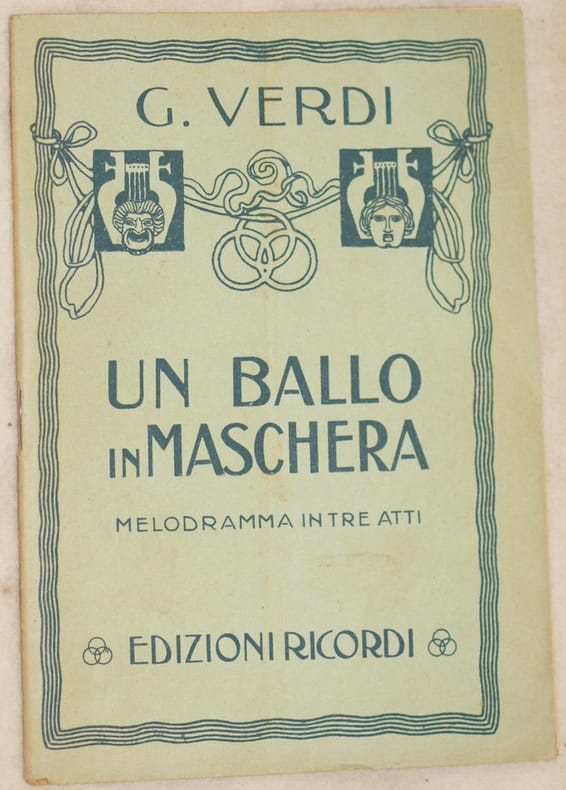 G. VERDI
UN BALLO
IN MASCHERA
MELODRAMMA IN TRE ATTI
EDIZIONI RICORDI